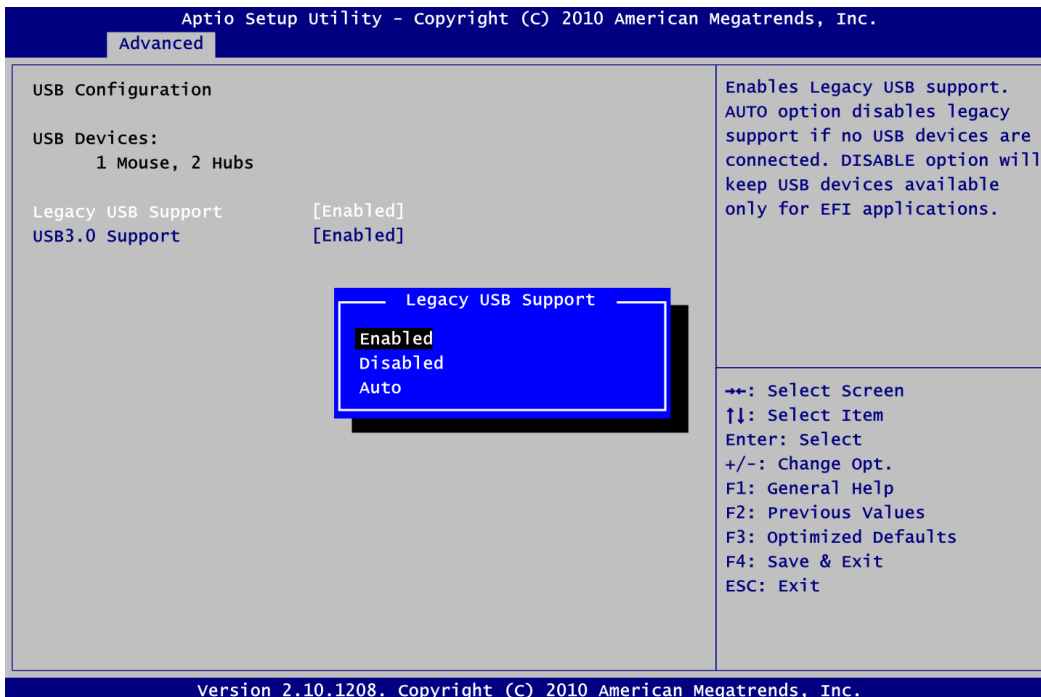 Aptio Setup Utility - Copyright (C) 2010 American Megatrends, Inc.
Advanced
USB Configuration
USB Devices:
1 Mouse, 2 Hubs
Legacy USB Support [Enabled]
USB3.0 Support [Enabled]
Legacy USB Support
Enabled
Disabled
Auto
Enables Legacy USB support.
AUTO option disables legacy
support if no USB devices are
connected. DISABLE option will
keep USB devices available
only for EFI applications.
→←: Select Screen
↑↓: Select Item
Enter: Select
+/-: Change Opt.
F1: General Help
F2: Previous Values
F3: Optimized Defaults
F4: Save & Exit
ESC: Exit
Version 2.10.1208. Copyright (C) 2010 American Megatrends, Inc.